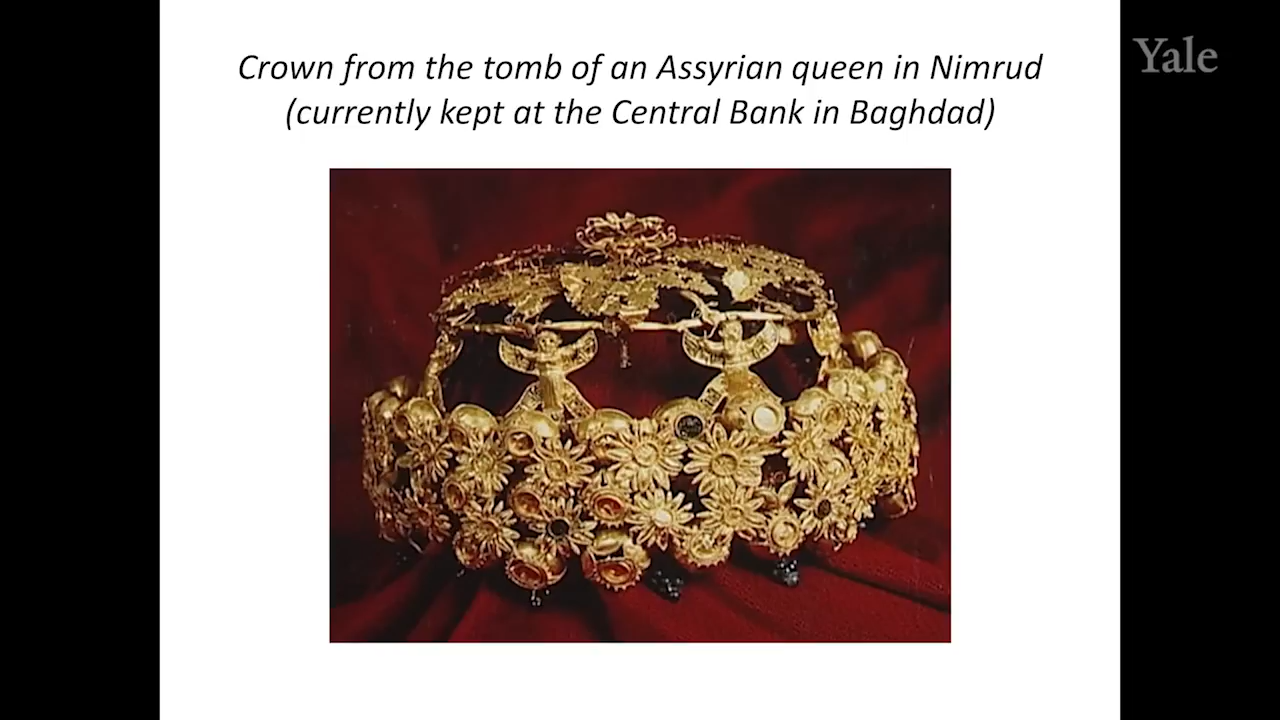 Crown from the tomb of an Assyrian queen in Nimrud
(currently kept at the Central Bank in Baghdad)
Yale